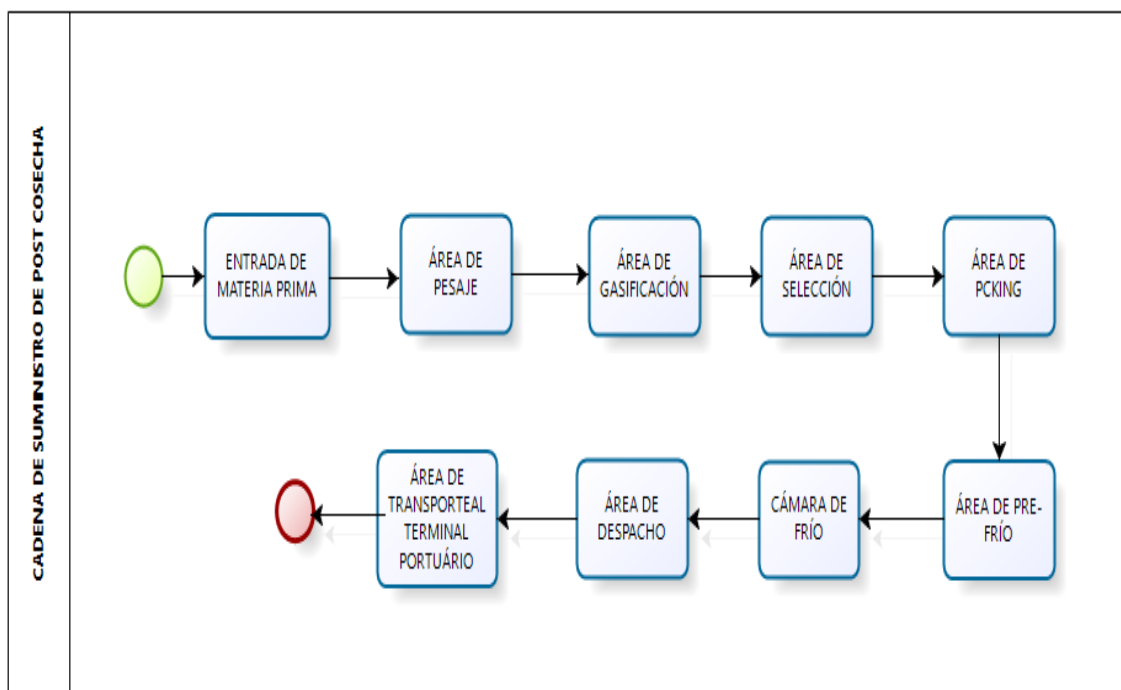 CADENA DE SUMINISTRO DE POST COSECHA
ENTRADA DE
MATERIA PRIMA
ÁREA DE
PESAJE
ÁREA DE
GASIFICACIÓN
ÁREA DE
SELECCIÓN
ÁREA DE
PCKING
ÁREA DE PRE-
FRÍO
CÁMARA DE
FRÍO
ÁREA DE
DESPACHO
ÁREA DE
TRANSPORTEAL
TERMINAL
PORTUÁRIO